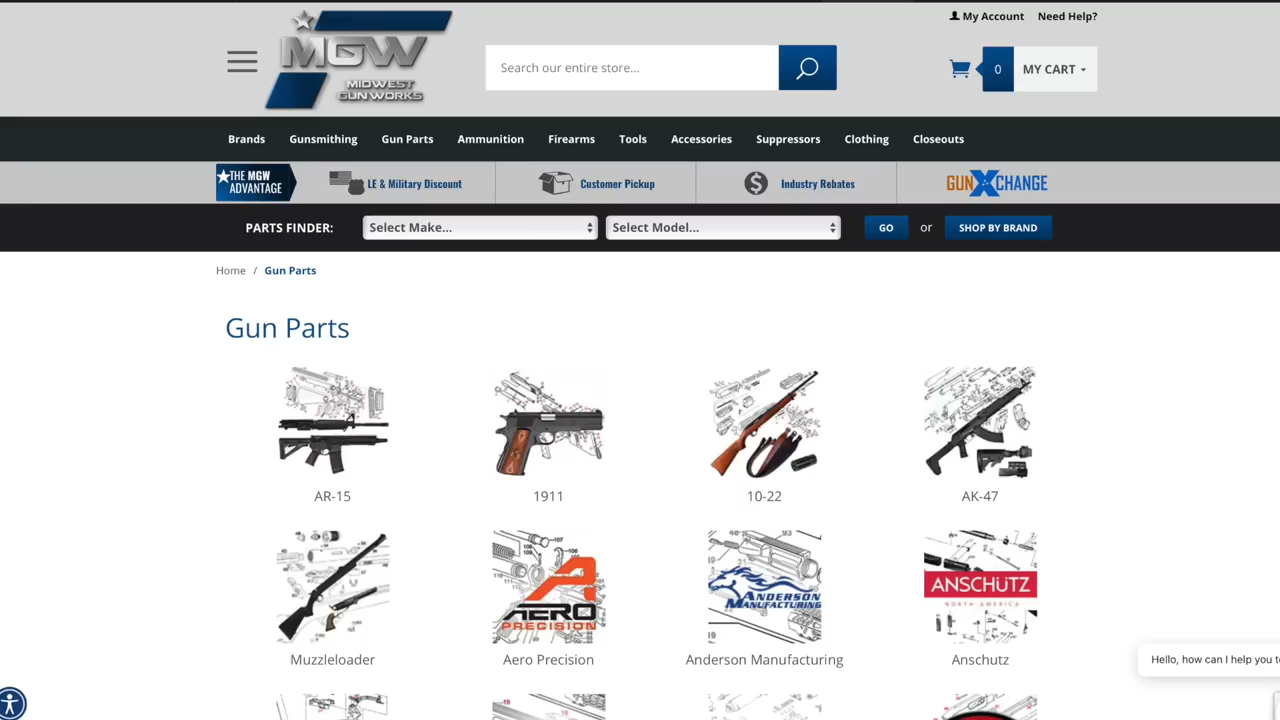 My Account Need Help?
MGW
MIDWEST
GUN WORKS
Search our entire store...
0 MY CART
Brands Gunsmithing Gun Parts Ammunition Firearms Tools Accessories Suppressors Clothing Closeouts
THE MGW
ADVANTAGE
LE & Military Discount
Customer Pickup
Industry Rebates
GUNXCHANGE
PARTS FINDER: Select Make... Select Model... GO or SHOP BY BRAND
Home / Gun Parts
Gun Parts
AR-15 1911 10-22 AK-47
AERO
PRECISION
ANDERSON
MANUFACTURING
ANSCHÜTZ
NORTH AMERICA
Muzzleloader Aero Precision Anderson Manufacturing Anschutz
Hello, how can I help you